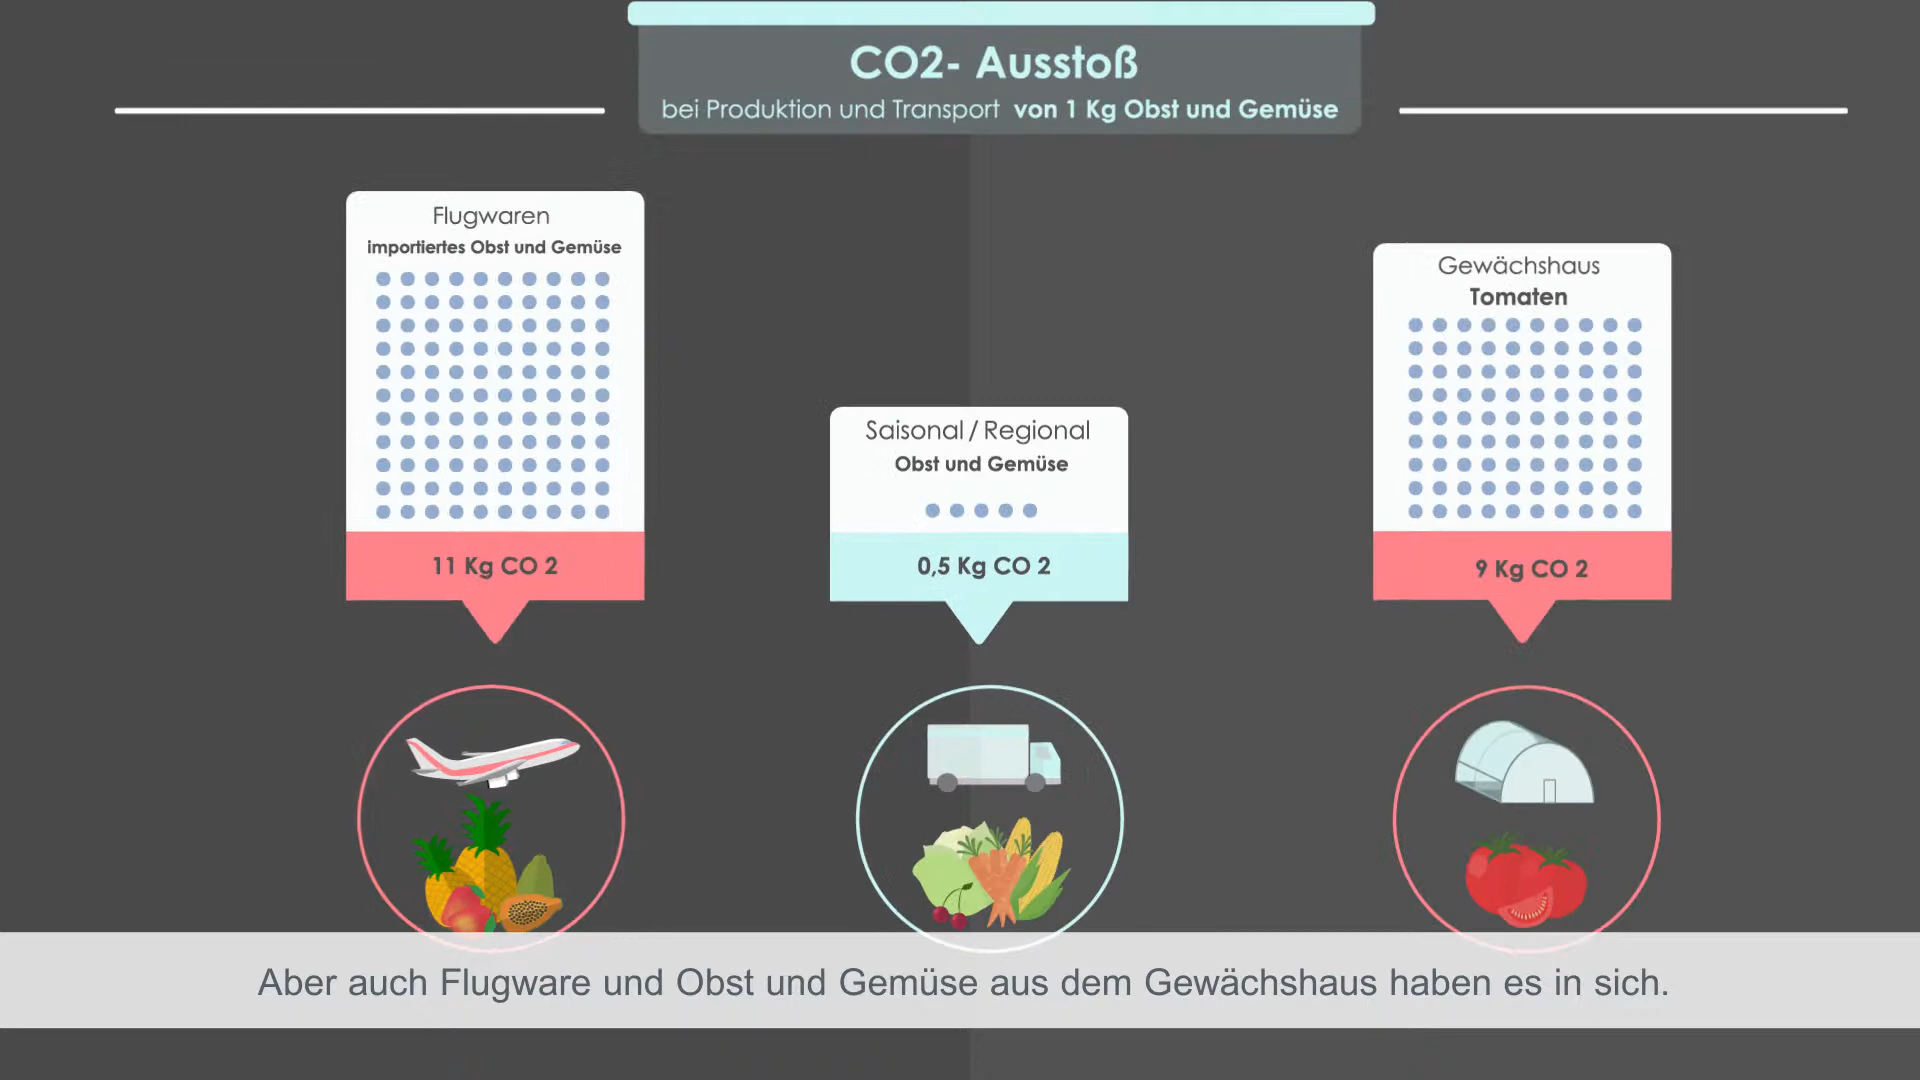 CO2- Ausstoß
bei Produktion und Transport von 1 Kg Obst und Gemüse
Flugwaren
importiertes Obst und Gemüse
11 Kg CO 2
Saisonal / Regional
Obst und Gemüse
0,5 Kg CO 2
Gewächshaus
Tomaten
9 Kg CO 2
Aber auch Flugware und Obst und Gemüse aus dem Gewächshaus haben es in sich.